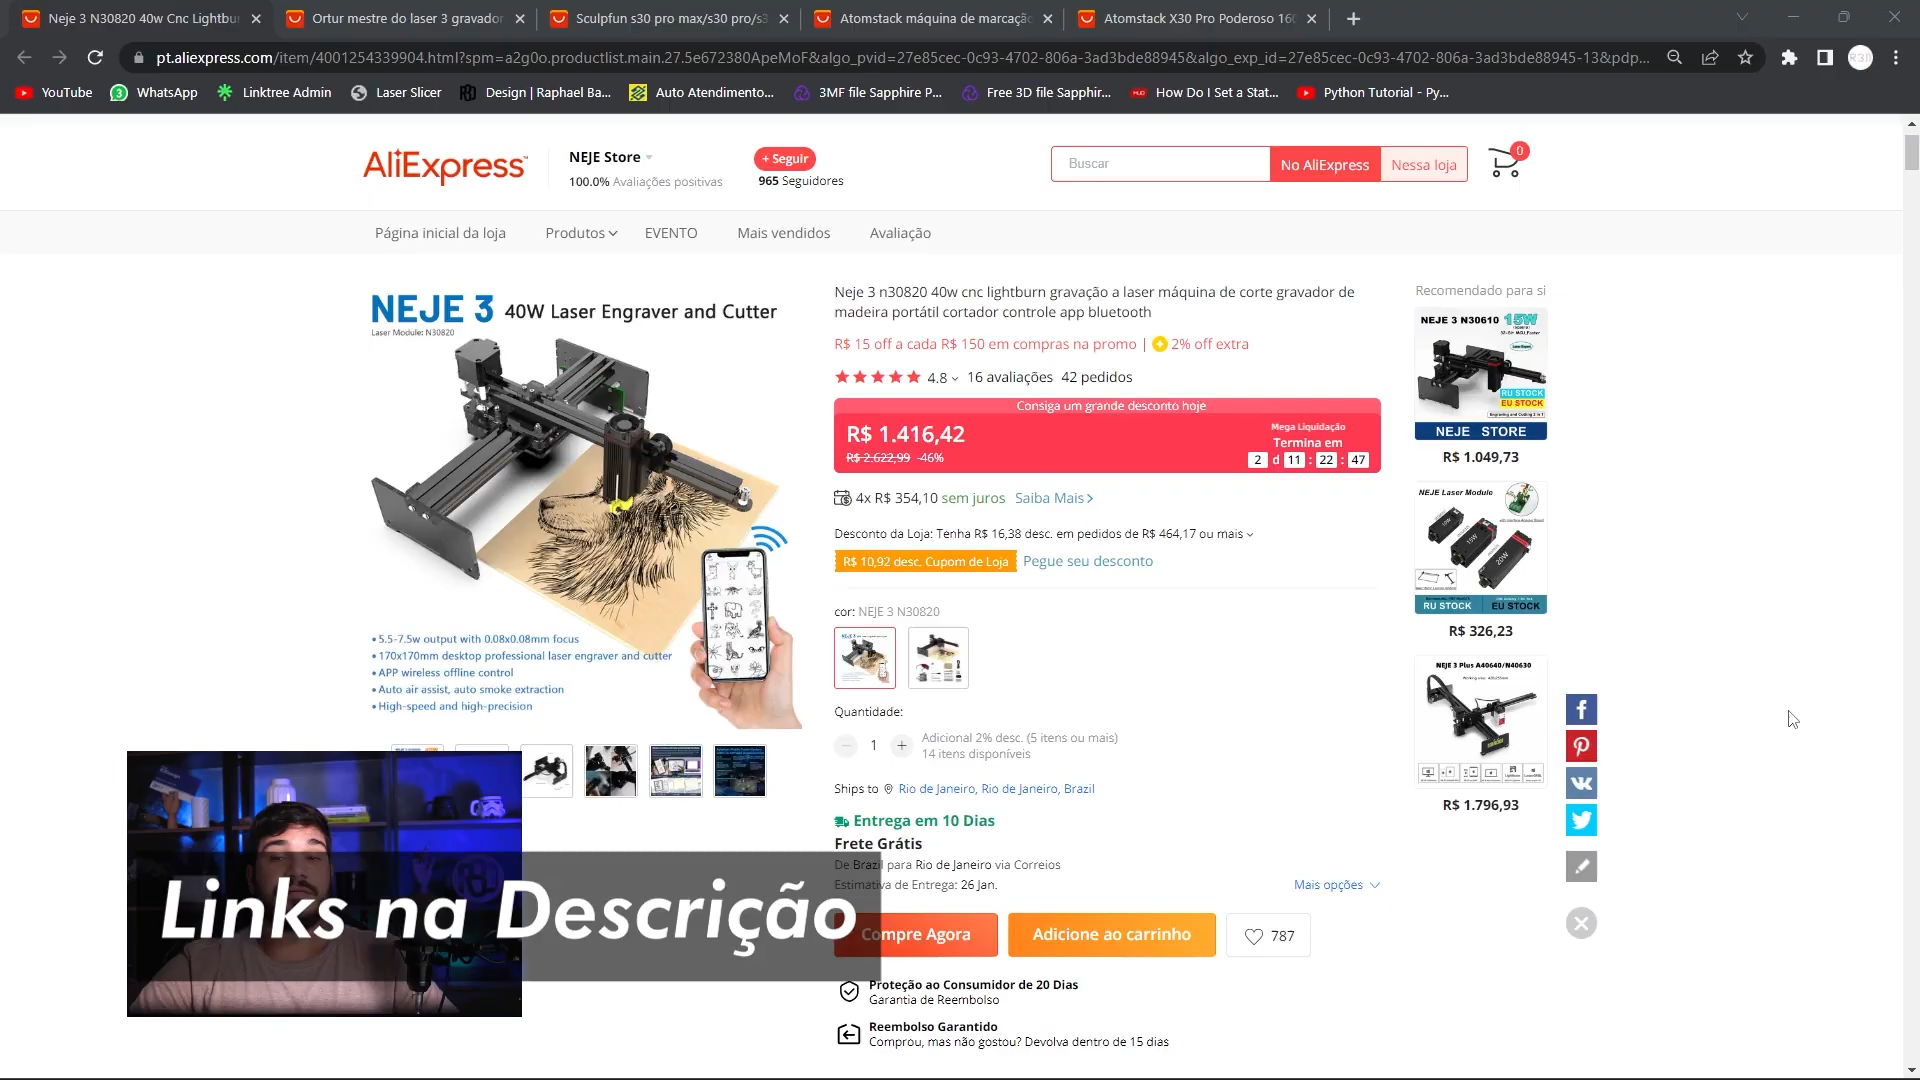 Neje 3 N30820 40w Cnc Lightbu
Ortur mestre do laser 3 gravador
Sculpfun s30 pro max/s30 pro/s3
Atomstack máquina de marcaçã
Atomstack X30 Pro Poderoso 160
pt.aliexpress.com/item/4001254339904.html?spm=a2g0o.productlist.main.27.5e672380ApeMoF&algo_pvid=27e85cec-0c93-4702-806a-3ad3bde88945&algo_exp_id=27e85cec-0c93-4702-806a-3ad3bde88945-13&pdp...
YouTube
WhatsApp
Linktree Admin
Laser Slicer
Design | Raphael Ba...
Auto Atendimento...
3MF file Sapphire P...
Free 3D file Sapphir...
How Do I Set a Stat...
Python Tutorial - Py...
AliExpress
NEJE Store
100.0% Avaliações positivas
+ Seguir
965 Seguidores
Buscar
No AliExpress
Nessa loja
0
Página inicial da loja
Produtos
EVENTO
Mais vendidos
Avaliação
NEJE 3 40W Laser Engraver and Cutter
Laser Module: N30820
• 5.5-7.5w output with 0.08x0.08mm focus
• 170x170mm desktop professional laser engraver and cutter
• APP wireless offline control
• Auto air assist, auto smoke extraction
• High-speed and high-precision
Neje 3 n30820 40w cnc lightburn gravação a laser máquina de corte gravador de
madeira portátil cortador controle app bluetooth
R$ 15 off a cada R$ 150 em compras na promo | 2% off extra
4.8 16 avaliações 42 pedidos
Consiga um grande desconto hoje
R$ 1.416,42
R$ 2.622,99 -46%
Mega Liquidação
Termina em
2 d 11 : 22 : 47
4x R$ 354,10 sem juros Saiba Mais
Desconto da Loja: Tenha R$ 16,38 desc. em pedidos de R$ 464,17 ou mais
R$ 10,92 desc. Cupom de Loja
Pegue seu desconto
cor: NEJE 3 N30820
Quantidade:
1
Adicional 2% desc. (5 itens ou mais)
14 itens disponíveis
Ships to Rio de Janeiro, Rio de Janeiro, Brazil
Entrega em 10 Dias
Frete Grátis
De Brazil para Rio de Janeiro via Correios
Estimativa de Entrega: 26 Jan.
Mais opções
Links na Descrição
Compre Agora
Adicione ao carrinho
787
Proteção ao Consumidor de 20 Dias
Garantia de Reembolso
Reembolso Garantido
Comprou, mas não gostou? Devolva dentro de 15 dias
Recomendado para si
NEJE 3 N30610 15W
RU STOCK
EU STOCK
NEJE STORE
R$ 1.049,73
NEJE Laser Module
15W
20W
RU STOCK
EU STOCK
R$ 326,23
NEJE 3 Plus A40640/N40630
R$ 1.796,93